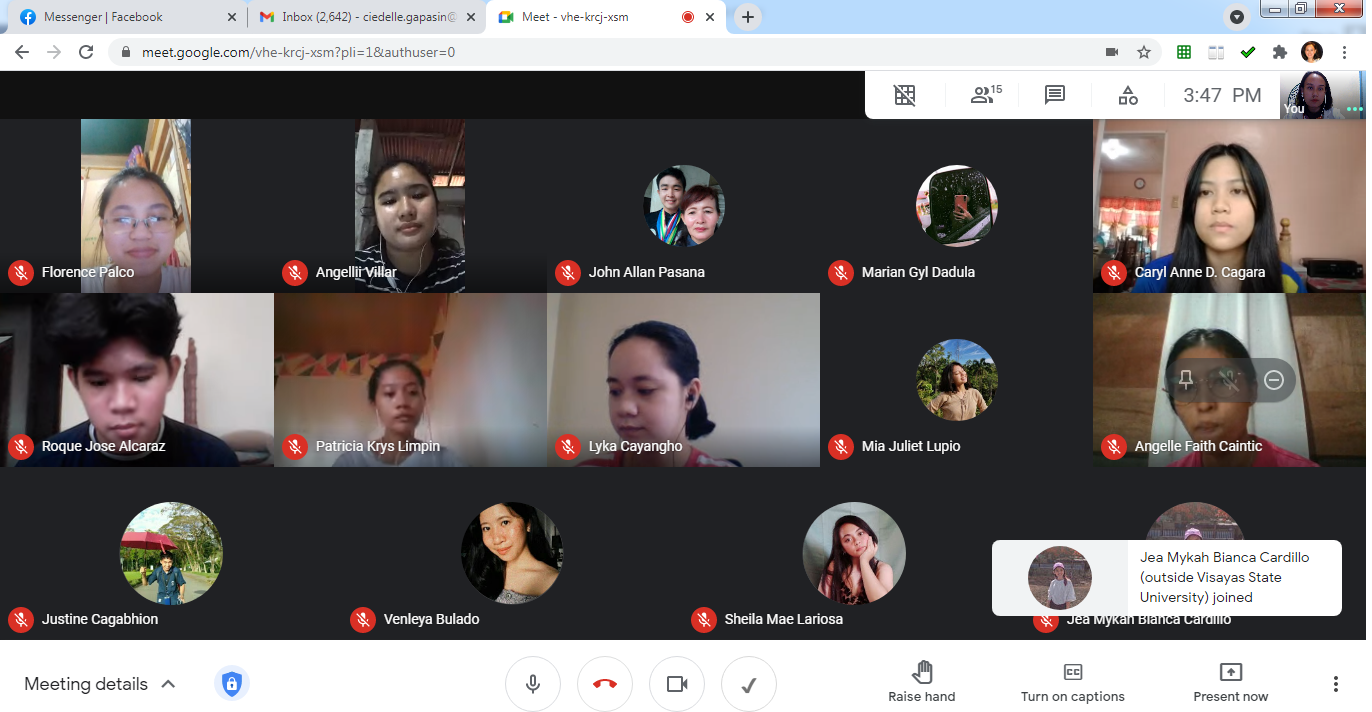 Messenger | Facebook
Inbox (2,642) - ciedelle.gapasin@
Meet - vhe-krcj-xsm
meet.google.com/vhe-krcj-xsm?pli=1&authuser=0
15
3:47 PM
You
Florence Palco
Angellii Villar
John Allan Pasana
Marian Gyl Dadula
Caryl Anne D. Cagara
Roque Jose Alcaraz
Patricia Krys Limpin
Lyka Cayangho
Mia Juliet Lupio
Angelle Faith Caintic
Jea Mykah Bianca Cardillo
(outside Visayas State
University) joined
Justine Cagabhion
Venleya Bulado
Sheila Mae Lariosa
Jea Mykah Bianca Cardillo
Meeting details
Raise hand
CC
Turn on captions
Present now